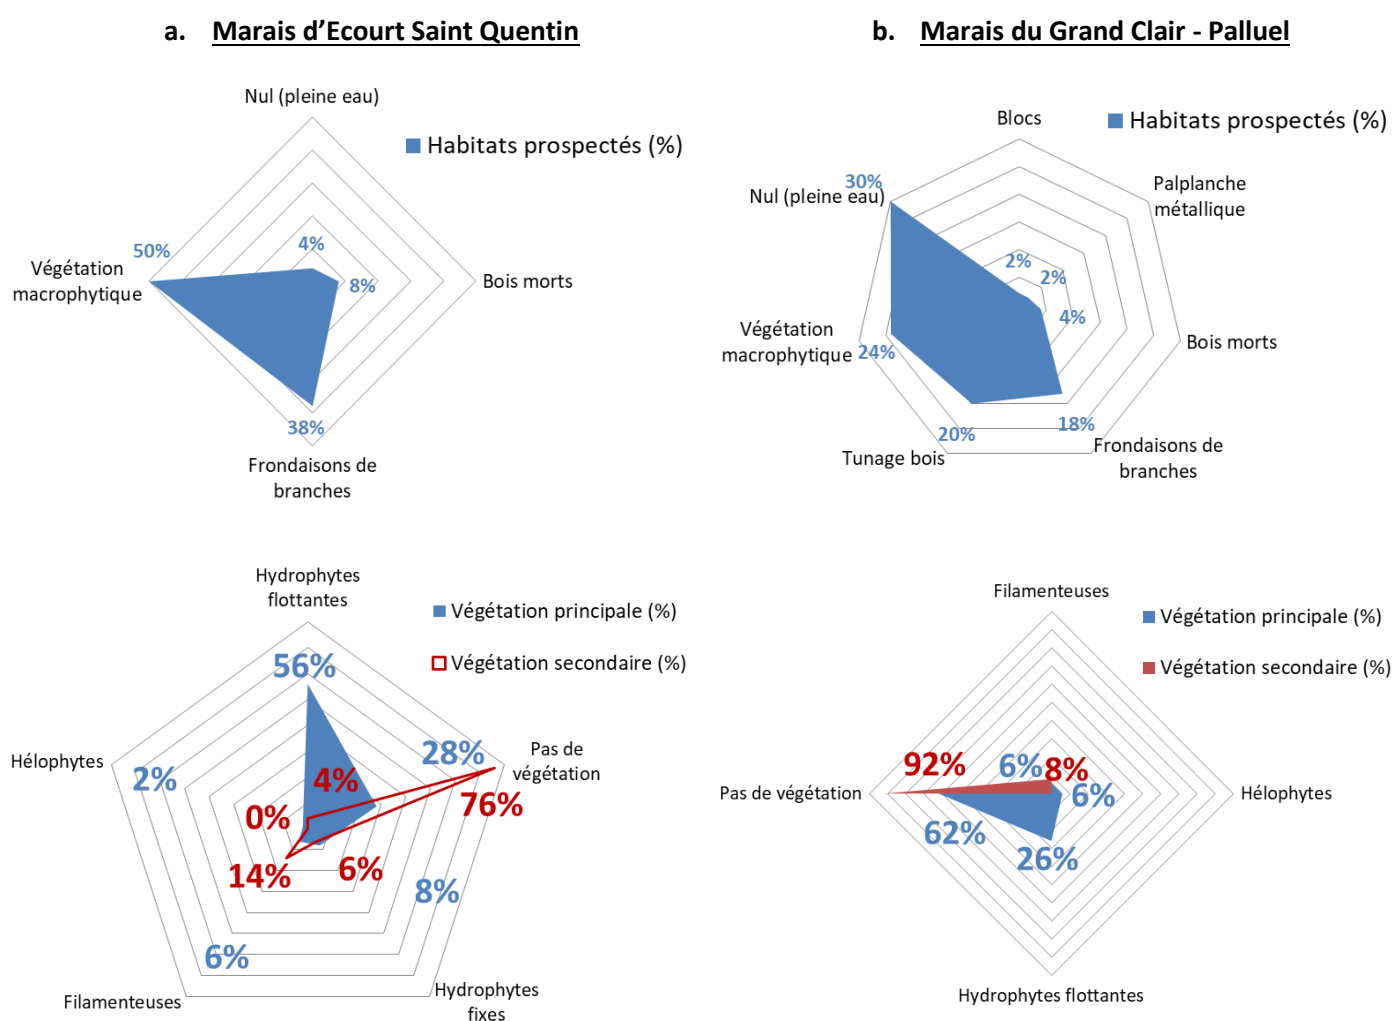 a. Marais d’Ecourt Saint Quentin
b. Marais du Grand Clair - Palluel
Nul (pleine eau)
Habitats prospectés (%)
50%
4%
Végétation
macrophytique
8%
Bois morts
38%
Frondaisons de
branches
Blocs
Habitats prospectés (%)
30%
Nul (pleine eau)
Palplanche
métallique
2%
2%
4%
Végétation
macrophytique
24%
Bois morts
20%
18%
Tunage bois
Frondaisons de
branches
Hydrophytes
flottantes
Végétation principale (%)
Végétation secondaire (%)
56%
28%
Pas de
végétation
Hélophytes
2%
4%
76%
0%
14%
6%
8%
6%
Filamenteuses
Hydrophytes
fixes
Filamenteuses
Végétation principale (%)
Végétation secondaire (%)
92%
6%
8%
Pas de végétation
6%
Hélophytes
62%
26%
Hydrophytes flottantes